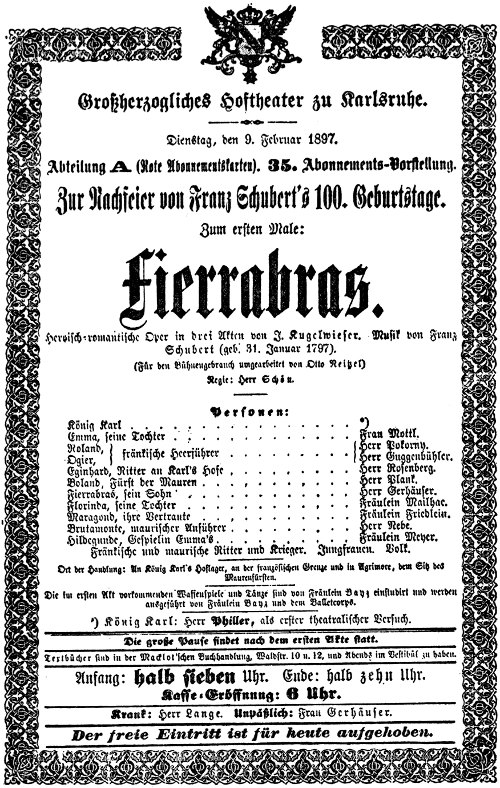 Großherzogliches Hoftheater zu Karlsruhe.
Dienstag, den 9. Februar 1897.
Abteilung A (Rote Abonnementskarten). 35. Abonnements-Vorstellung.
Zur Nachfeier von Franz Schubert's 100. Geburtstage.
Zum ersten Male:
Fierrabras.
Heroisch-romantische Oper in drei Akten von J. Kugelwieser. Musik von Franz
Schubert (geb. 31. Januar 1797).
(Für den Bühnengebrauch umgearbeitet von Otto Neitzel)
Regie: Herr Schön.
Personen:
König Karl . . . . . . . . . . . . . *)
Emma, seine Tochter . . . . . . . . . . . Frau Mottl.
Roland, } fränkische Heerführer . . . . . . . { Herr Pokorny.
Ogier, { Herr Guggenbühler.
Eginhard, Ritter an Karl's Hofe . . . . . . . . Herr Rosenberg.
Boland, Fürst der Mauren . . . . . . . . . Herr Plank.
Fierrabras, sein Sohn . . . . . . . . . . Herr Gerhäuser.
Florinda, seine Tochter . . . . . . . . . . Fräulein Mailhac.
Maragond, ihre Vertraute . . . . . . . . . Fräulein Friedlein.
Brutamonte, maurischer Anführer . . . . . . . Herr Nebe.
Hildegunde, Gespielin Emma's . . . . . . . . Fräulein Meyer.
Fränkische und maurische Ritter und Krieger. Jungfrauen. Volk.
Ort der Handlung: An König Karl's Hoflager, an der französischen Grenze und in Agrimore, dem Sitz des
Maurenfürsten.
Die im ersten Akt vorkommenden Waffenspiele und Tänze sind von Fräulein Bayz einstudirt und werden
ausgeführt von Fräulein Bayz und dem Balletcorps.
*) König Karl: Herr Philler, als erster theatralischer Versuch.
Die große Pause findet nach dem ersten Akte statt.
Textbücher sind in der Macklot'schen Buchhandlung, Waldstr. 10 u. 12, und Abends im Vestibül zu haben.
Anfang: halb sieben Uhr. Ende: halb zehn Uhr.
Kasse-Eröffnung: 6 Uhr.
Krank: Herr Lange. Unpäßlich: Frau Gerhäuser.
Der freie Eintritt ist für heute aufgehoben.